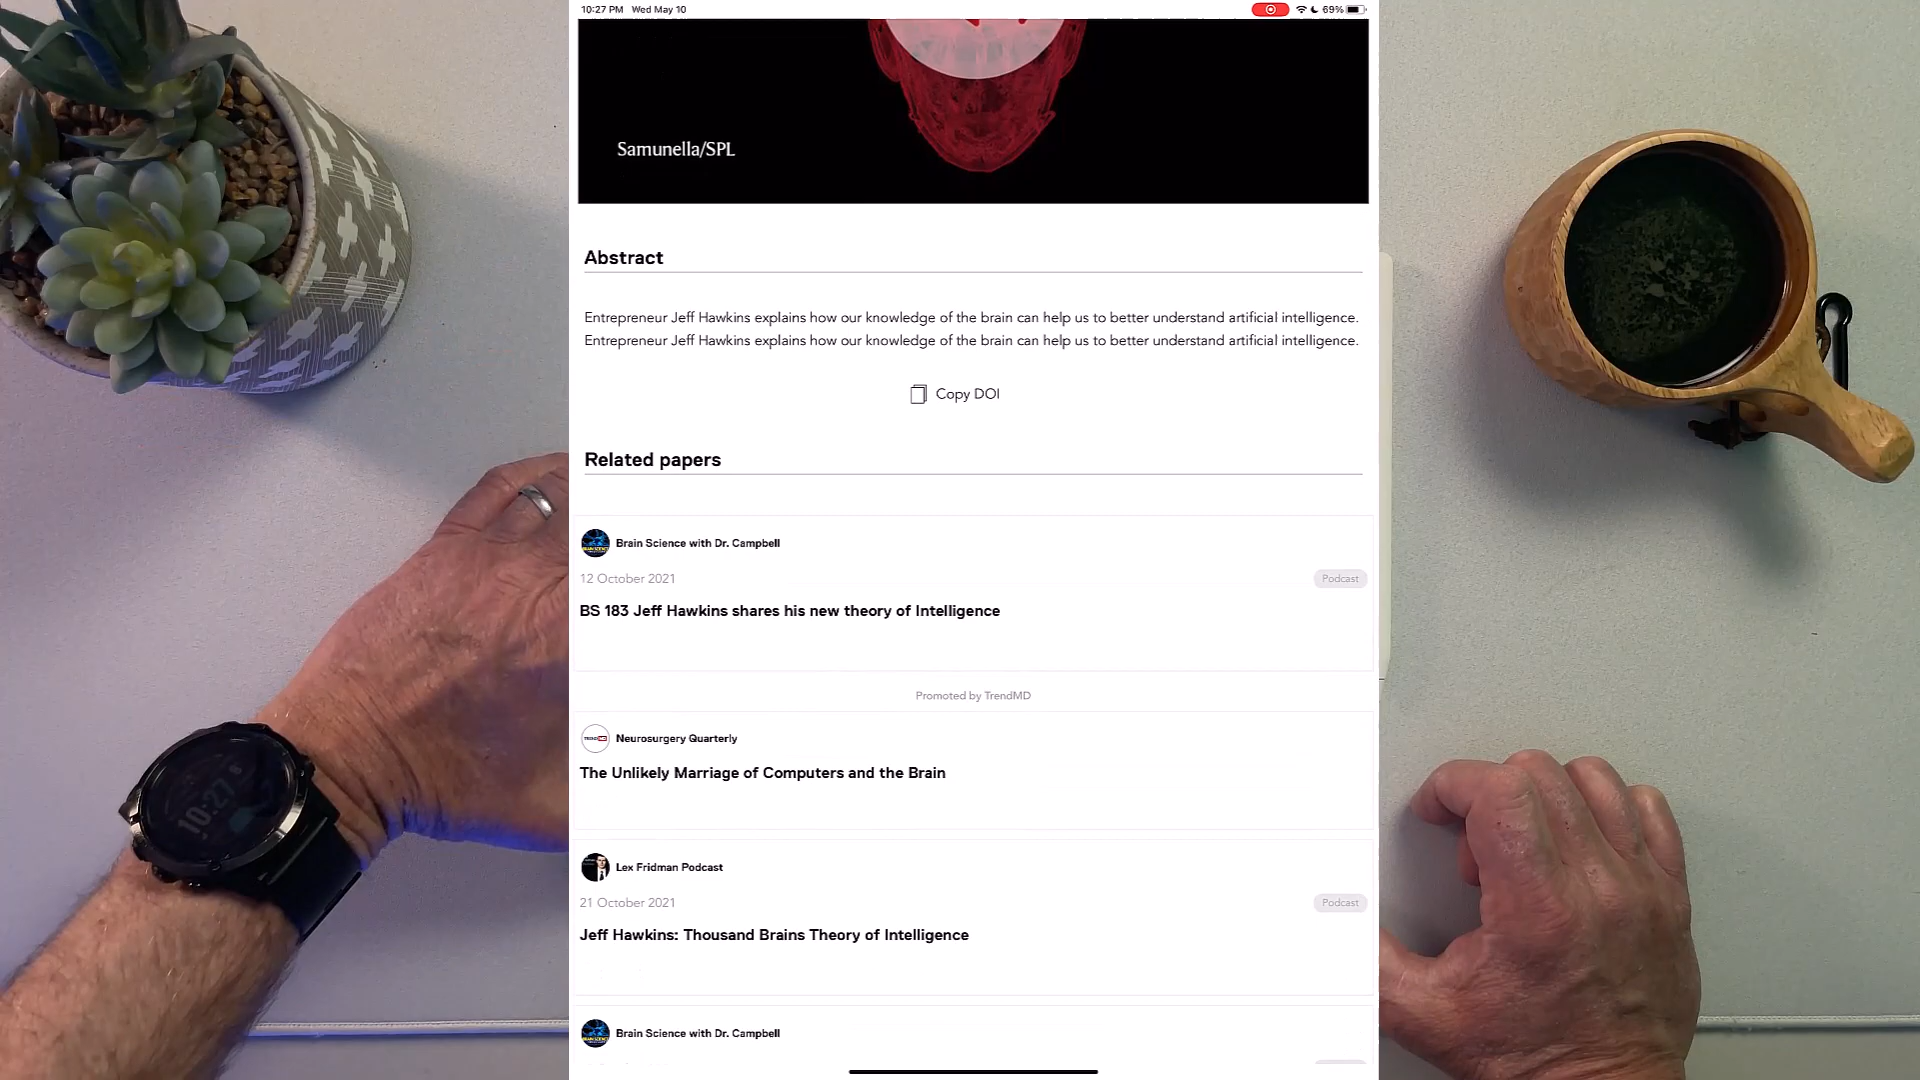 10:27 PM Wed May 10
69%
Samunella/SPL
Abstract
Entrepreneur Jeff Hawkins explains how our knowledge of the brain can help us to better understand artificial intelligence.
Entrepreneur Jeff Hawkins explains how our knowledge of the brain can help us to better understand artificial intelligence.
Copy DOI
Related papers
Brain Science with Dr. Campbell
12 October 2021
Podcast
BS 183 Jeff Hawkins shares his new theory of Intelligence
Promoted by TrendMD
Neurosurgery Quarterly
The Unlikely Marriage of Computers and the Brain
Lex Fridman Podcast
21 October 2021
Podcast
Jeff Hawkins: Thousand Brains Theory of Intelligence
Brain Science with Dr. Campbell
10:27